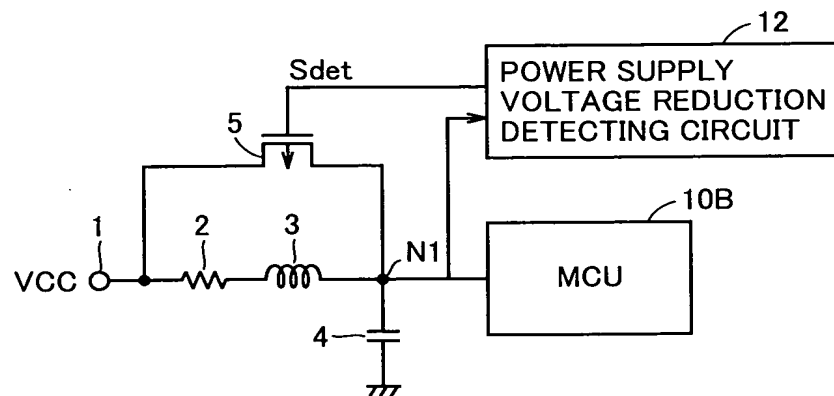 12
Sdet
POWER SUPPLY
VOLTAGE REDUCTION
DETECTING CIRCUIT
5
10B
1
2
3
N1
VCC
MCU
4